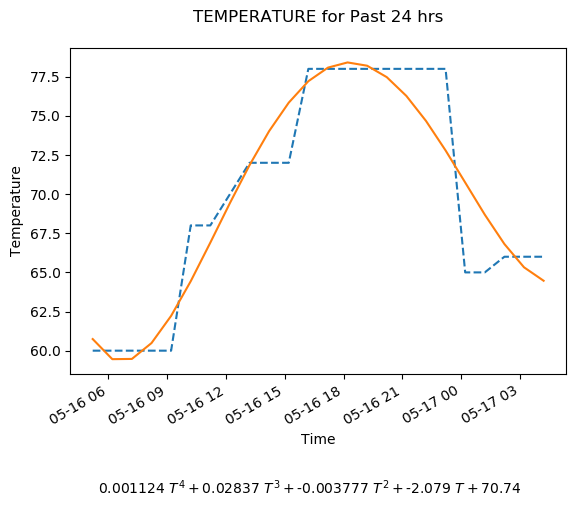 TEMPERATURE for Past 24 hrs
77.5
75.0
72.5
70.0
67.5
65.0
62.5
60.0
Temperature
05-16 06 05-16 09 05-16 12 05-16 15 05-16 18 05-16 21 05-17 00 05-17 03
Time
0.001124 T⁴ + 0.02837 T³ + -0.003777 T² + -2.079 T + 70.74